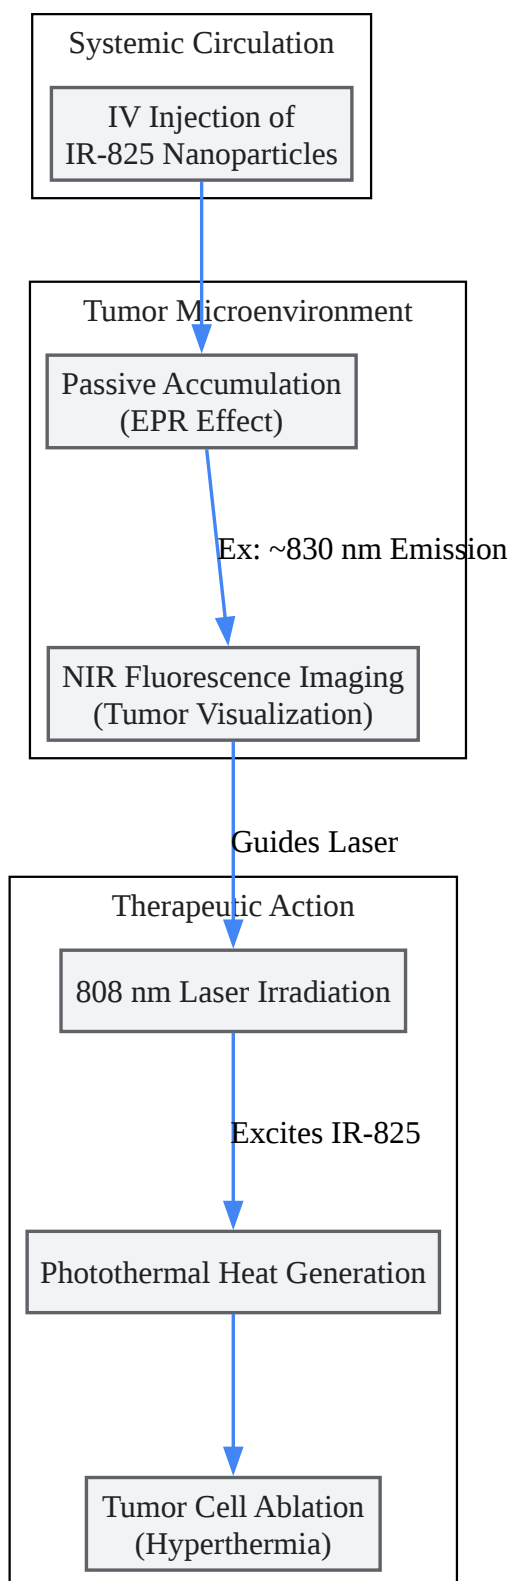 Systemic Circulation
IV Injection of
IR-825 Nanoparticles
Tumor Microenvironment
Passive Accumulation
(EPR Effect)
Ex: ~830 nm Emission
NIR Fluorescence Imaging
(Tumor Visualization)
Guides Laser
Therapeutic Action
808 nm Laser Irradiation
Excites IR-825
Photothermal Heat Generation
Tumor Cell Ablation
(Hyperthermia)